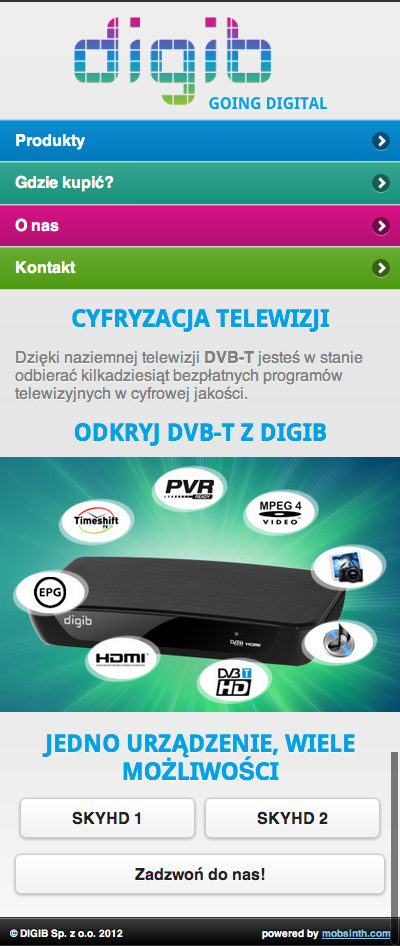 digib
GOING DIGITAL
Produkty
Gdzie kupić?
O nas
Kontakt
CYFRYZACJA TELEWIZJI
Dzięki naziemnej telewizji DVB-T jesteś w stanie
odbierać kilkadziesiąt bezpłatnych programów
telewizyjnych w cyfrowej jakości.
ODKRYJ DVB-T Z DIGIB
PVR
READY
MPEG 4
VIDEO
Timeshift
TV
EPG
digib
DVB HDMI
HDMI
DVB T
HD
JEDNO URZĄDZENIE, WIELE
MOŻLIWOŚCI
SKYHD 1
SKYHD 2
Zadzwoń do nas!
© DIGIB Sp. z o.o. 2012
powered by mobsinth.com